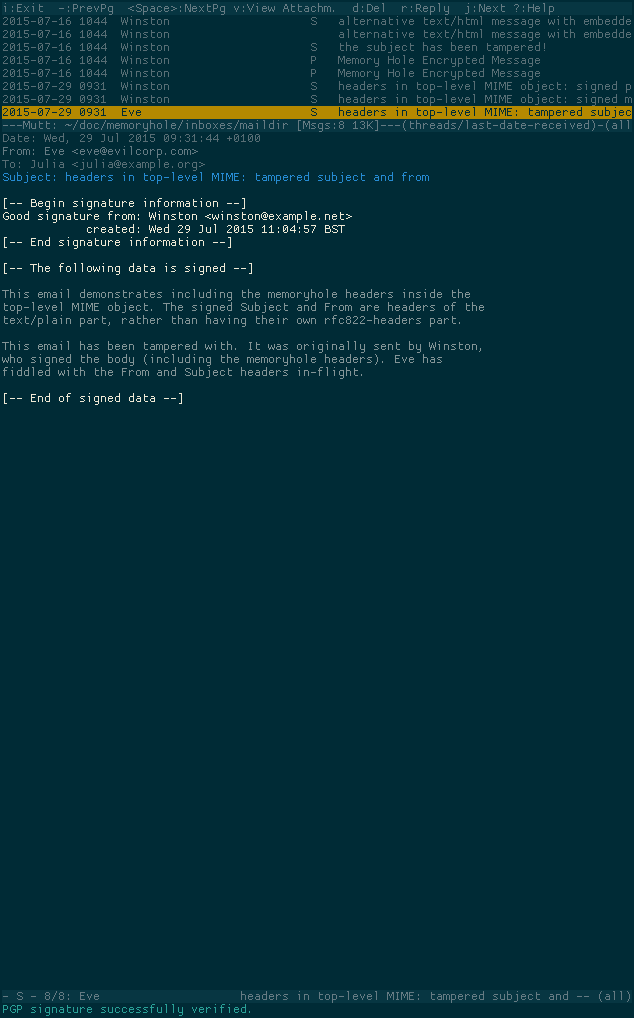 i:Exit  -:PrevPg  <Space>:NextPg v:View Attachm.  d:Del  r:Reply  j:Next ?:Help
2015-07-16 1044  Winston                    S   alternative text/html message with embedde
2015-07-16 1044  Winston                        alternative text/html message with embedde
2015-07-16 1044  Winston                    S   the subject has been tampered!
2015-07-16 1044  Winston                    P   Memory Hole Encrypted Message
2015-07-16 1044  Winston                    P   Memory Hole Encrypted Message
2015-07-29 0931  Winston                    S   headers in top-level MIME object: signed p
2015-07-29 0931  Winston                    S   headers in top-level MIME object: signed m
2015-07-29 0931  Eve                        S   headers in top-level MIME: tampered subjec
---Mutt: ~/doc/memoryhole/inboxes/maildir [Msgs:8 13K]---(threads/last-date-received)-(all
Date: Wed, 29 Jul 2015 09:31:44 +0100
From: Eve <eve@evilcorp.com>
To: Julia <julia@example.org>
Subject: headers in top-level MIME: tampered subject and from
[-- Begin signature information --]
Good signature from: Winston <winston@example.net>
            created: Wed 29 Jul 2015 11:04:57 BST
[-- End signature information --]
[-- The following data is signed --]
This email demonstrates including the memoryhole headers inside the
top-level MIME object. The signed Subject and From are headers of the
text/plain part, rather than having their own rfc822-headers part.
This email has been tampered with. It was originally sent by Winston,
who signed the body (including the memoryhole headers). Eve has
fiddled with the From and Subject headers in-flight.
[-- End of signed data --]
- S - 8/8: Eve                    headers in top-level MIME: tampered subject and -- (all)
PGP signature successfully verified.